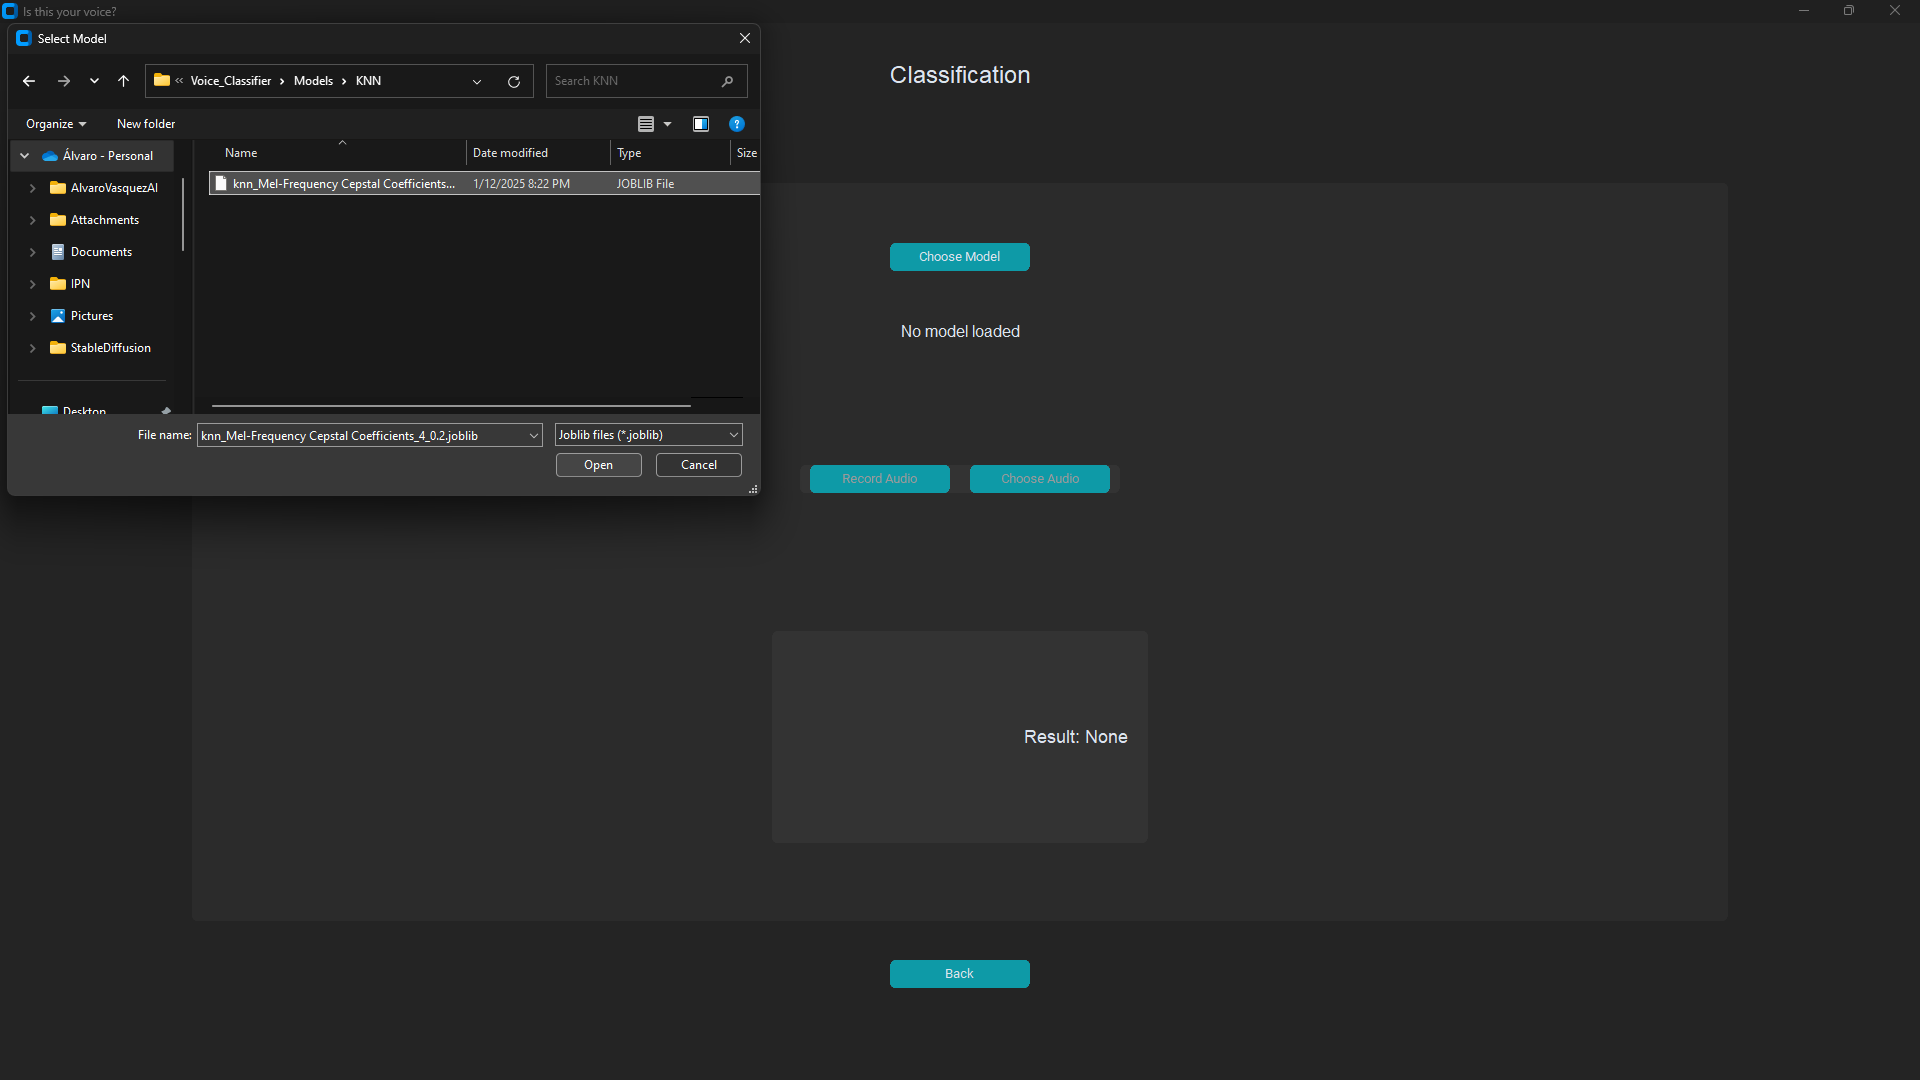 Is this your voice?
Select Model
« Voice_Classifier › Models › KNN
Search KNN
Organize
New folder
Name
Date modified
Type
Size
Álvaro - Personal
AlvaroVasquezAI
Attachments
Documents
IPN
Pictures
StableDiffusion
Desktop
knn_Mel-Frequency Cepstal Coefficients... 1/12/2025 8:22 PM JOBLIB File
File name: knn_Mel-Frequency Cepstal Coefficients_4_0.2.joblib
Joblib files (*.joblib)
Open
Cancel
Classification
Choose Model
No model loaded
Record Audio
Choose Audio
Result: None
Back